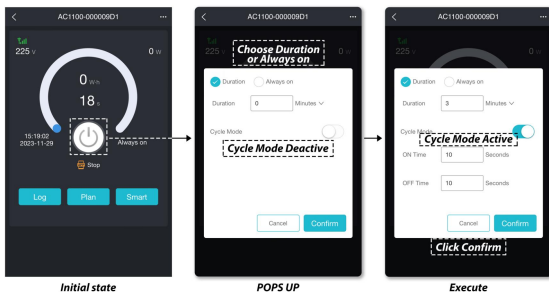 AC1100-000009D1
225 V
0 W
0 Wh
18 s
15:19:02
2023-11-29
Always on
Stop
Log
Plan
Smart
Initial state
AC1100-000009D1
225 V
0 W
Choose Duration
or Always on
Duration
Always on
Duration
0
Minutes
Cycle Mode
Cycle Mode Deactive
Cancel
Confirm
POPS UP
AC1100-000009D1
225 V
0 W
Duration
Always on
Duration
3
Minutes
Cycle Mode
Cycle Mode Active
ON Time
10
Seconds
OFF Time
10
Seconds
Cancel
Confirm
Click Confirm
Execute